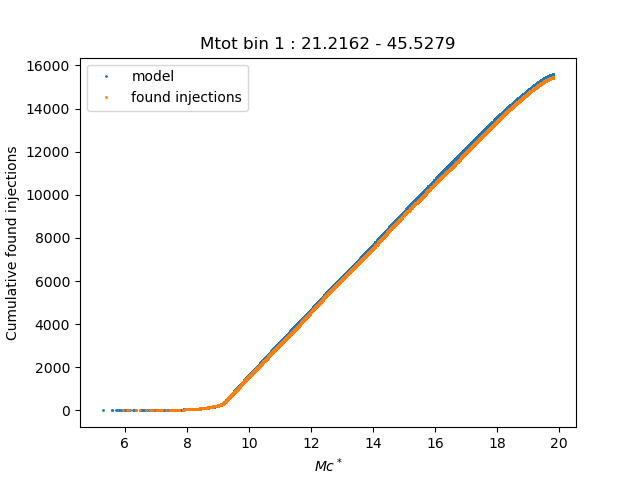 Mtot bin 1 : 21.2162 - 45.5279
model
found injections
16000
14000
12000
10000
8000
6000
4000
2000
0
Cumulative found injections
6 8 10 12 14 16 18 20
Mc*